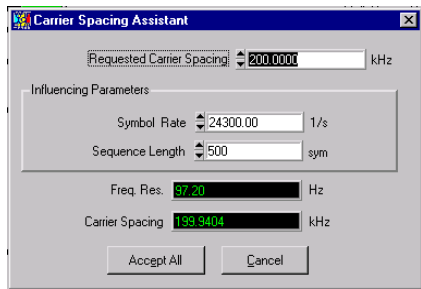 Carrier Spacing Assistant
Requested Carrier Spacing 200.0000 kHz
Influencing Parameters
Symbol Rate 24300.00 1/s
Sequence Length 500 sym
Freq. Res. 97.20 Hz
Carrier Spacing 199.9404 kHz
Accept All Cancel